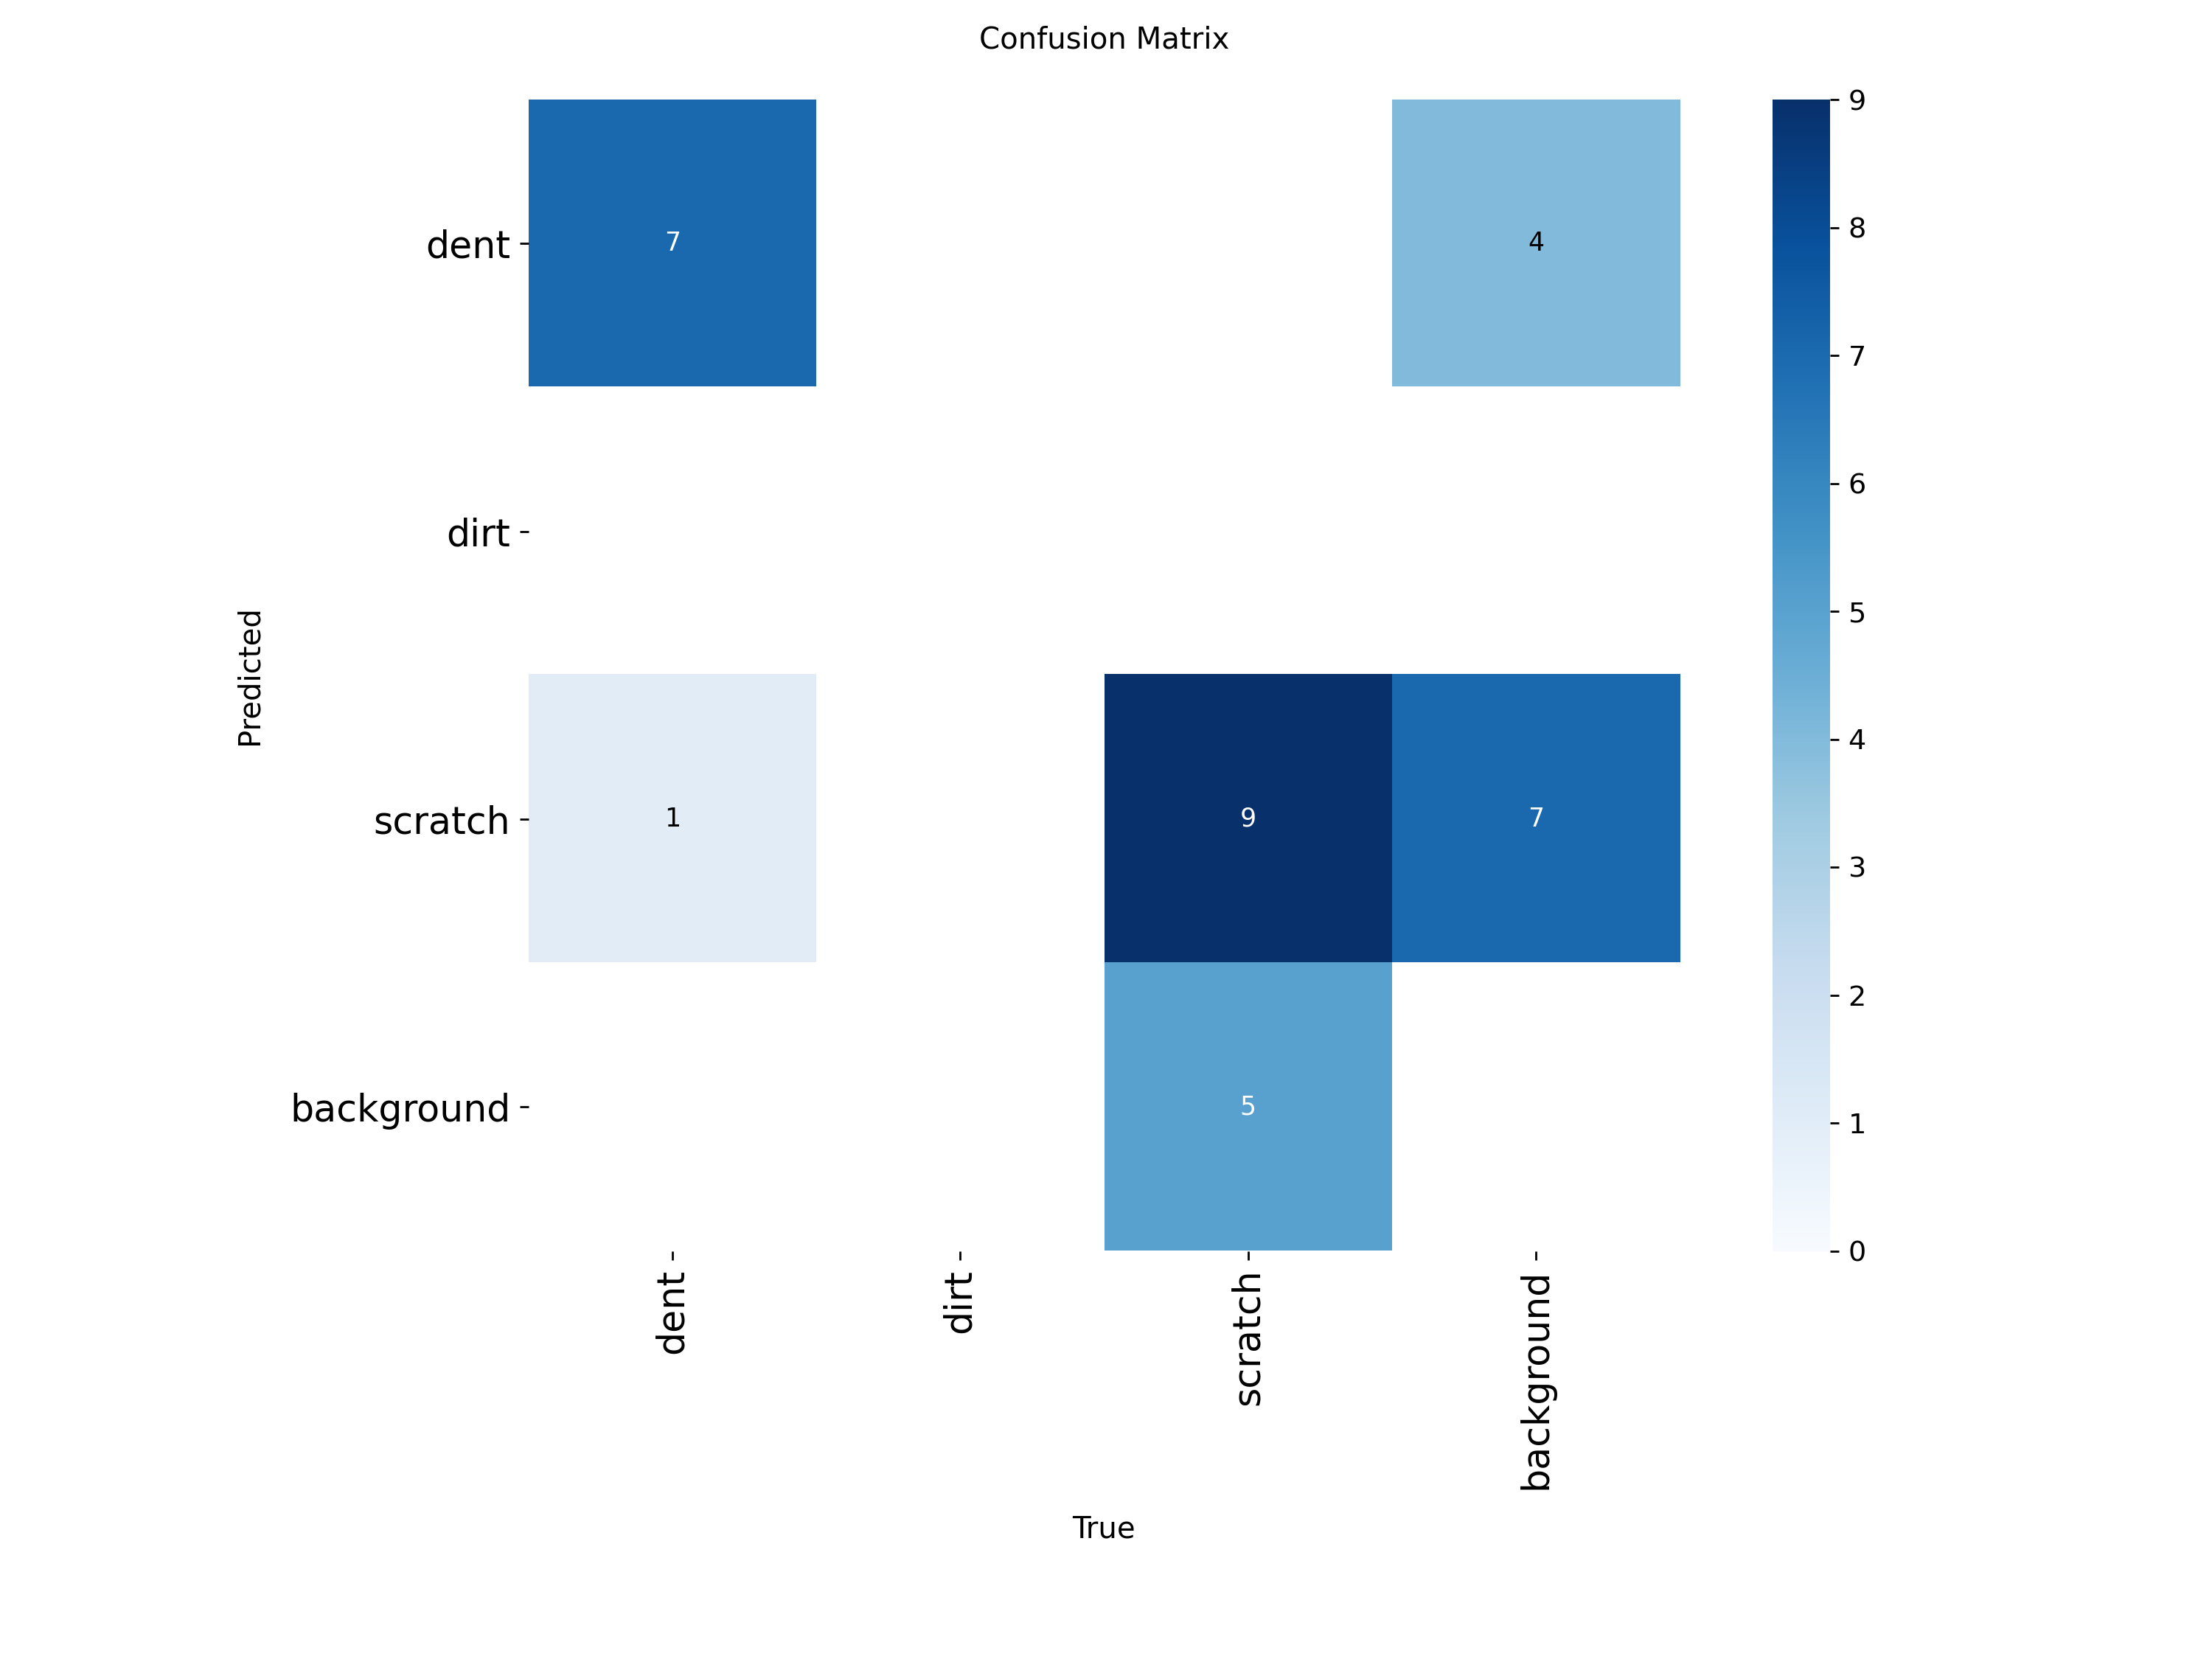 Confusion Matrix
dent
dirt
scratch
background
Predicted
7
4
1
9
7
5
dent
dirt
scratch
background
True
9
8
7
6
5
4
3
2
1
0